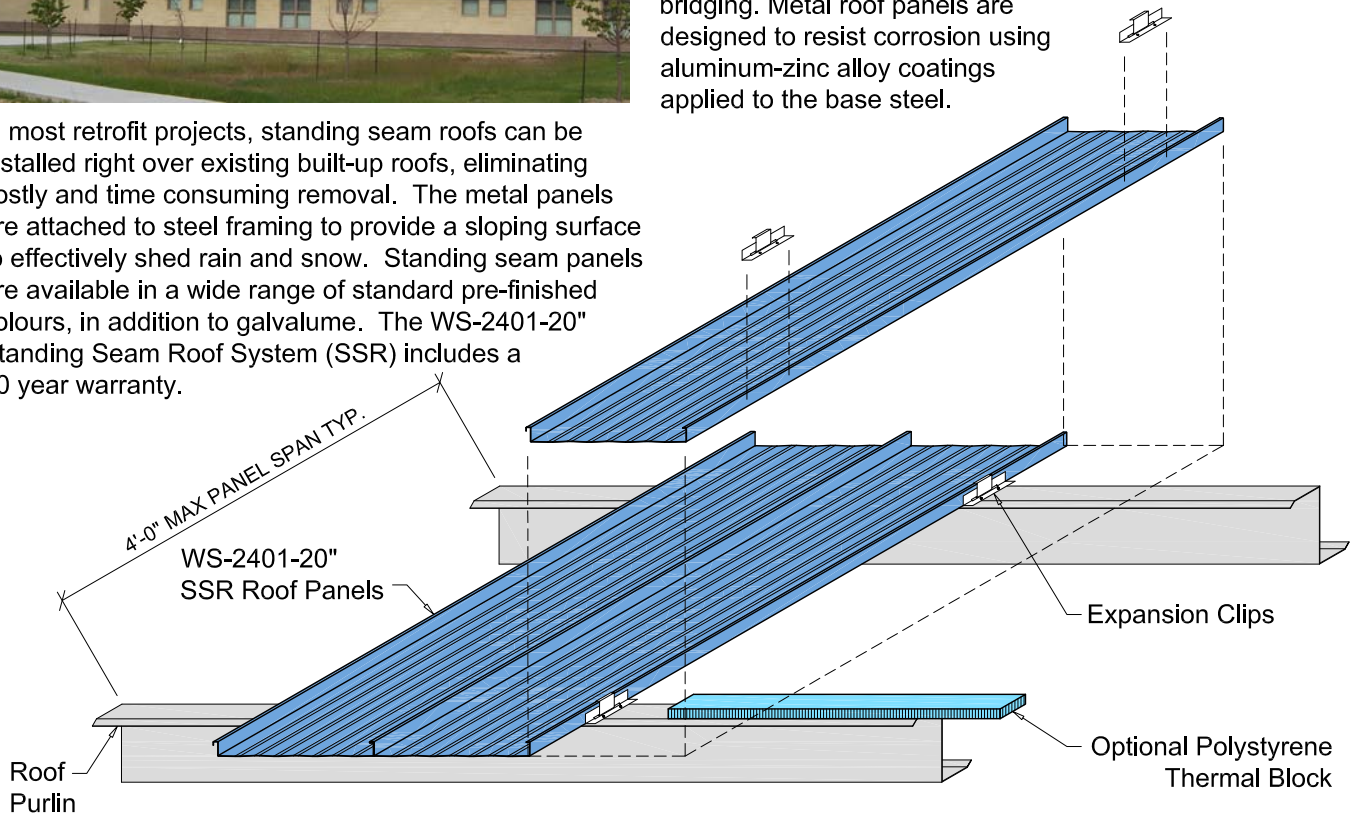 bridging. Metal roof panels are
designed to resist corrosion using
aluminum-zinc alloy coatings
applied to the base steel.
most retrofit projects, standing seam roofs can be
stalled right over existing built-up roofs, eliminating
ostly and time consuming removal. The metal panels
re attached to steel framing to provide a sloping surface
o effectively shed rain and snow. Standing seam panels
re available in a wide range of standard pre-finished
olours, in addition to galvalume. The WS-2401-20"
tanding Seam Roof System (SSR) includes a
0 year warranty.
4'-0" MAX PANEL SPAN TYP.
WS-2401-20"
SSR Roof Panels
Expansion Clips
Optional Polystyrene
Thermal Block
Roof
Purlin